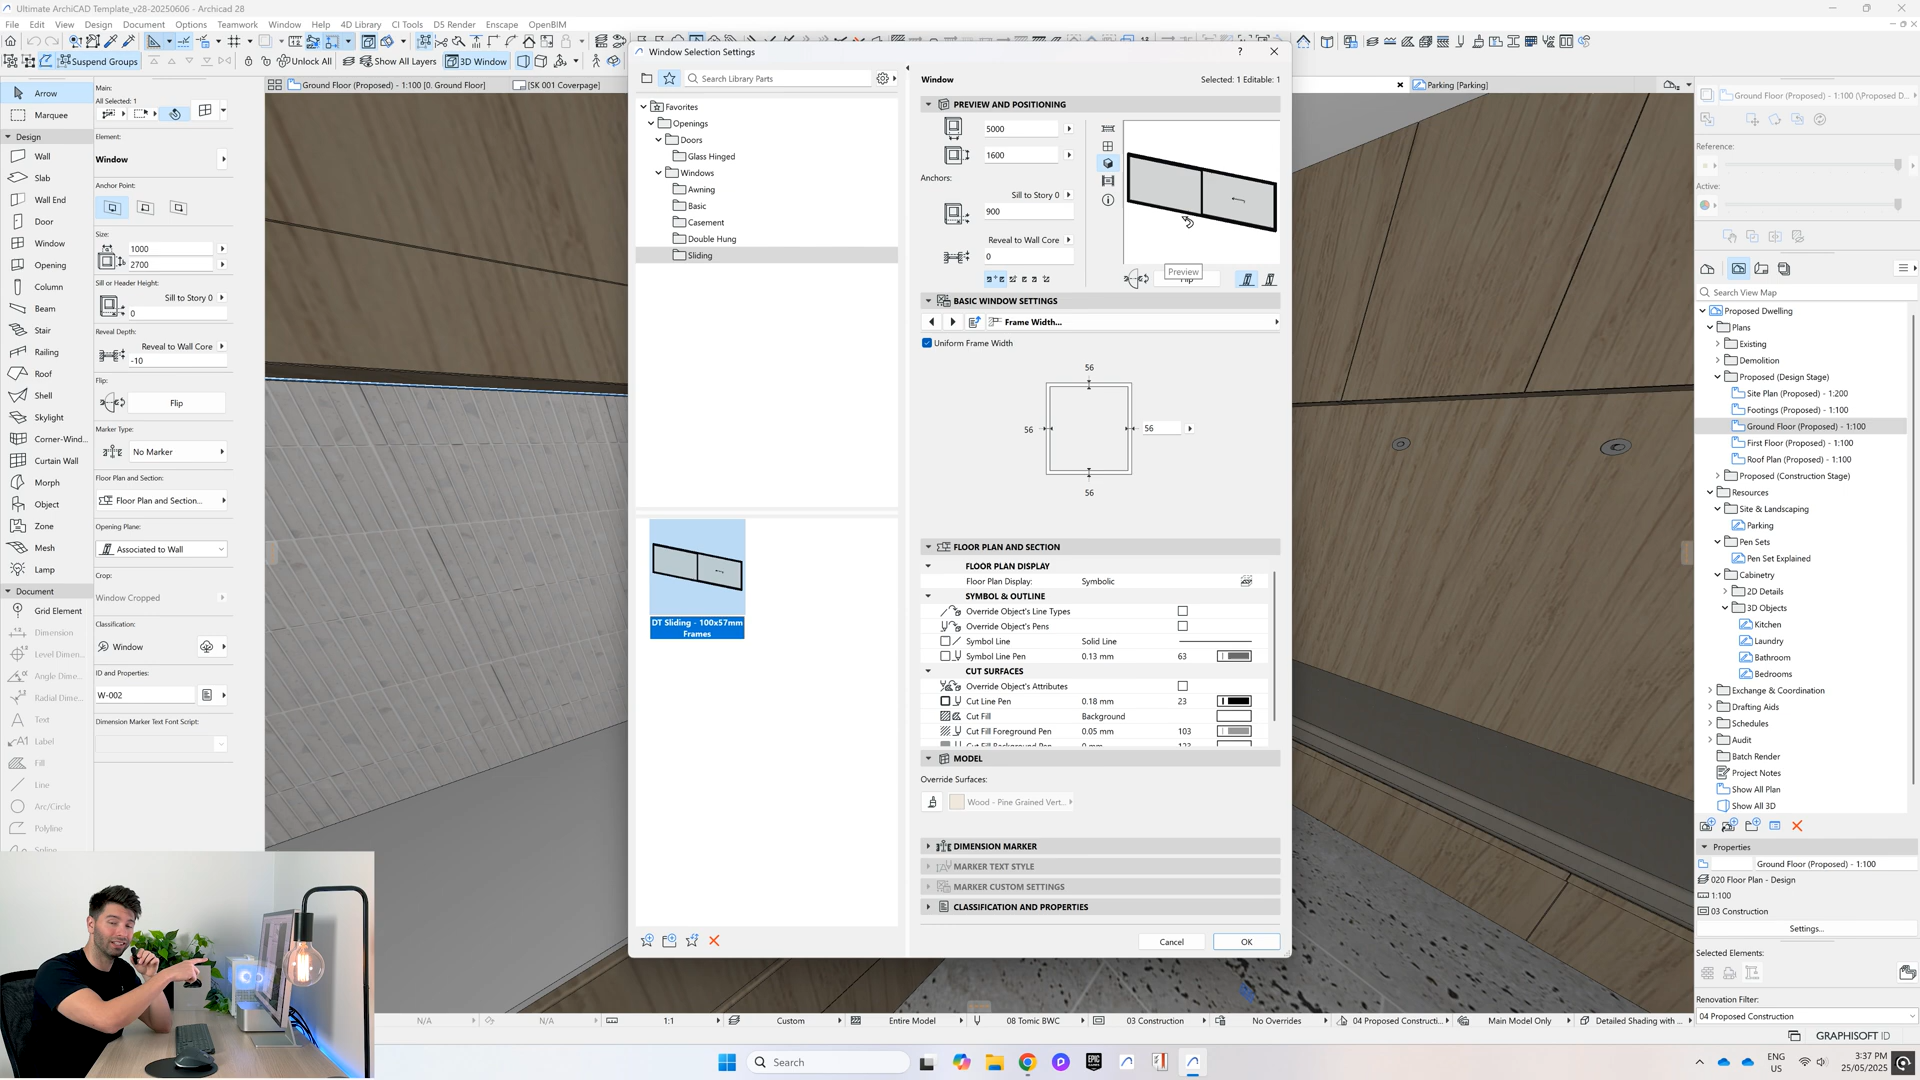 Ultimate ArchiCAD Template_v28-20250606 - Archicad 28
File Edit View Design Document Options Teamwork Window Help 4D Library CI Tools D5 Render Enscape OpenBIM
Suspend Groups
Unlock All
Show All Layers
3D Window
Arrow
Marquee
Design
Wall
Slab
Wall End
Door
Window
Opening
Column
Beam
Stair
Railing
Roof
Shell
Skylight
Corner-Wind...
Curtain Wall
Morph
Object
Zone
Mesh
Lamp
Document
Grid Element
Dimension
Level Dimen...
Angle Dime...
Radial Dime...
Text
Label
Fill
Line
Arc/Circle
Polyline
Spline
Main:
All Selected: 1
Element:
Window
Anchor Point:
Size:
1000
2700
Sill or Header Height:
Sill to Story 0
0
Reveal Depth:
Reveal to Wall Core
-10
Flip:
Flip
Marker Type:
No Marker
Floor Plan and Section:
Floor Plan and Section...
Opening Plane:
Associated to Wall
Crop:
Window Cropped
Classification:
Window
ID and Properties:
W-002
Dimension Marker Text Font Script:
Ground Floor (Proposed) - 1:100 [0. Ground Floor]
[SK 001 Coverpage]
Parking [Parking]
Window Selection Settings
?
Search Library Parts
Favorites
Openings
Doors
Glass Hinged
Windows
Awning
Basic
Casement
Double Hung
Sliding
DT Sliding - 100x57mm
Frames
Window
Selected: 1 Editable: 1
PREVIEW AND POSITIONING
5000
1600
Anchors:
Sill to Story 0
900
Reveal to Wall Core
0
Preview
BASIC WINDOW SETTINGS
Frame Width...
Uniform Frame Width
56
56
56
56
FLOOR PLAN AND SECTION
FLOOR PLAN DISPLAY
Floor Plan Display: Symbolic
SYMBOL & OUTLINE
Override Object's Line Types
Override Object's Pens
Symbol Line Solid Line
Symbol Line Pen 0.13 mm 63
CUT SURFACES
Override Object's Attributes
Cut Line Pen 0.18 mm 23
Cut Fill Background
Cut Fill Foreground Pen 0.05 mm 103
Cut Fill Background Pen 0 mm 123
MODEL
Override Surfaces:
Wood - Pine Grained Vert...
DIMENSION MARKER
MARKER TEXT STYLE
MARKER CUSTOM SETTINGS
CLASSIFICATION AND PROPERTIES
Cancel
OK
Ground Floor (Proposed) - 1:100 (\Proposed D...
Reference:
Active:
Search View Map
Proposed Dwelling
Plans
Existing
Demolition
Proposed (Design Stage)
Site Plan (Proposed) - 1:200
Footings (Proposed) - 1:100
Ground Floor (Proposed) - 1:100
First Floor (Proposed) - 1:100
Roof Plan (Proposed) - 1:100
Proposed (Construction Stage)
Resources
Site & Landscaping
Parking
Pen Sets
Pen Set Explained
Cabinetry
2D Details
3D Objects
Kitchen
Laundry
Bathroom
Bedrooms
Exchange & Coordination
Drafting Aids
Schedules
Audit
Batch Render
Project Notes
Show All Plan
Show All 3D
Properties
Ground Floor (Proposed) - 1:100
020 Floor Plan - Design
1:100
03 Construction
Settings...
Selected Elements:
Renovation Filter:
04 Proposed Construction
GRAPHISOFT ID
N/A
N/A
1:1
Custom
Entire Model
08 Tomic BWC
03 Construction
No Overrides
04 Proposed Constructi...
Main Model Only
Detailed Shading with ...
Search
ENG
US
3:37 PM
25/05/2025